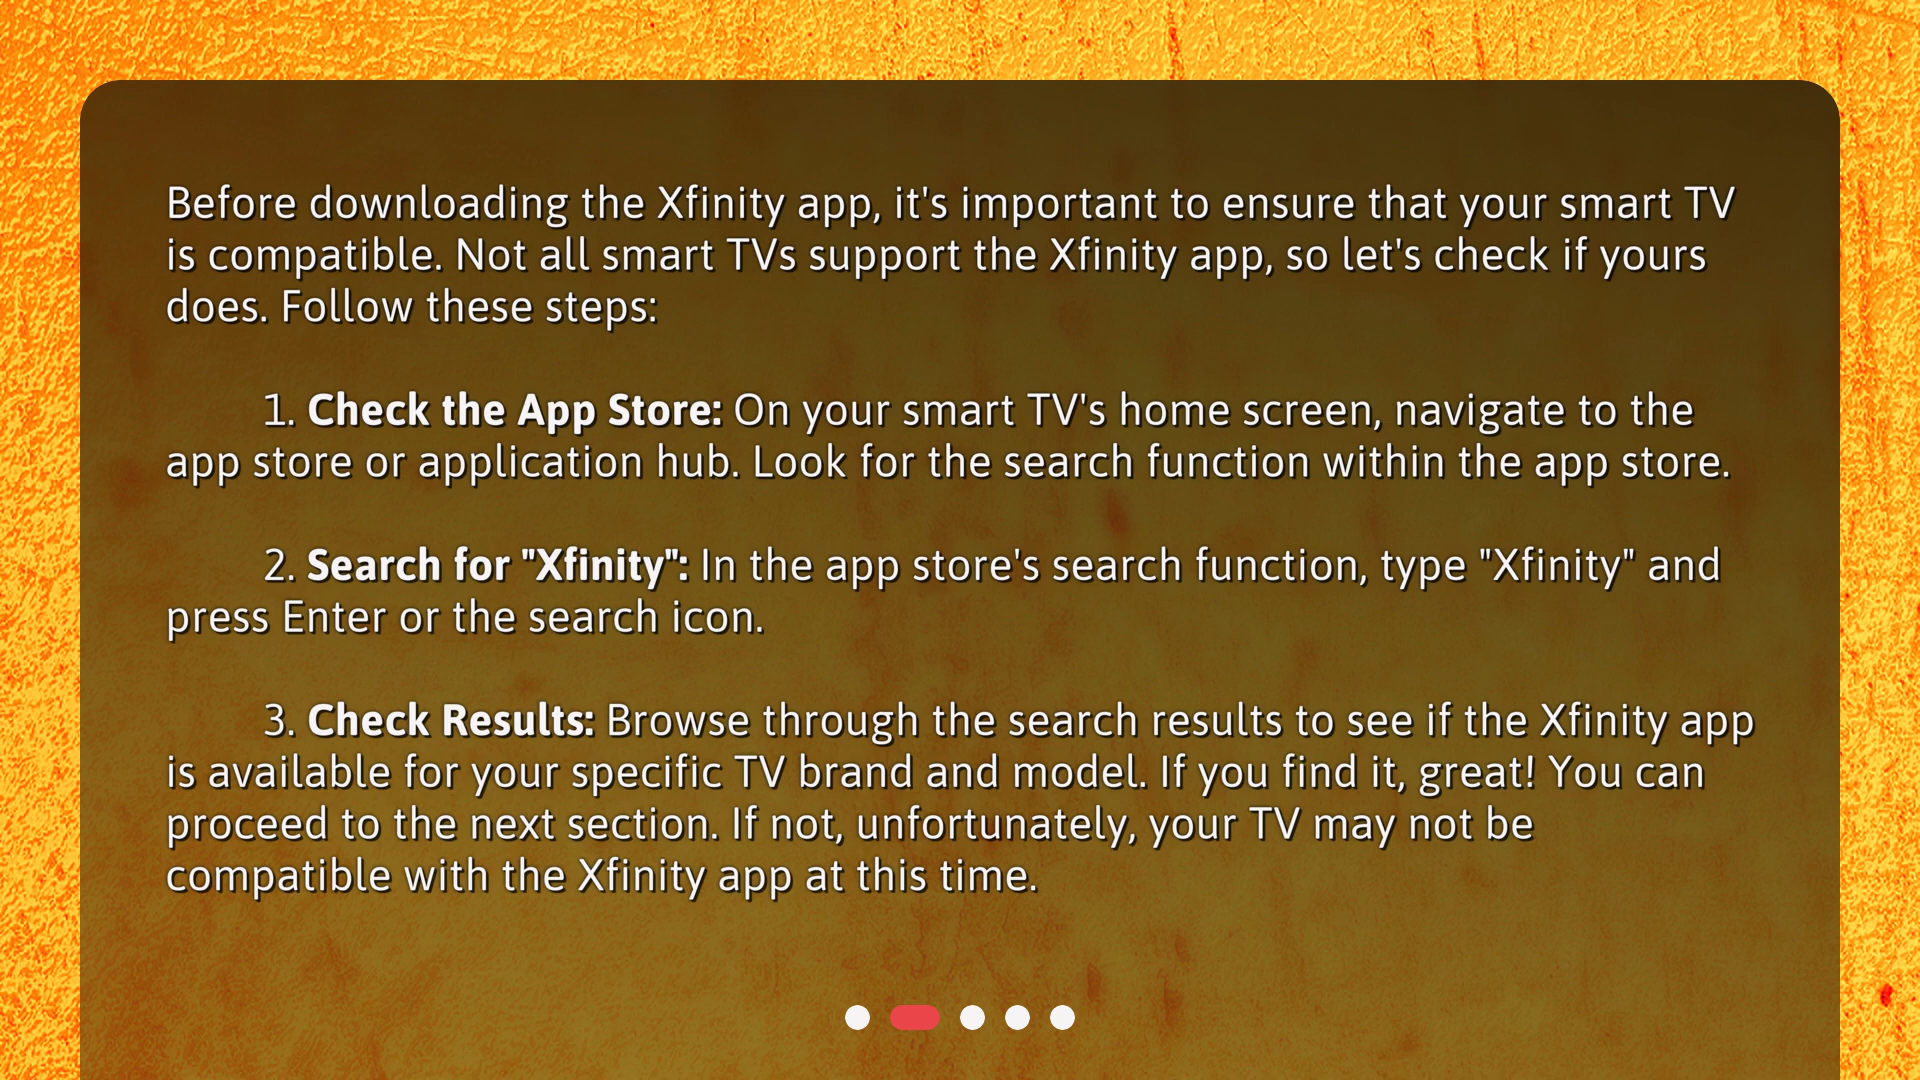 Before downloading the Xfinity app, it's important to ensure that your smart TV
is compatible. Not all smart TVs support the Xfinity app, so let's check if yours
does. Follow these steps:
1. Check the App Store: On your smart TV's home screen, navigate to the
app store or application hub. Look for the search function within the app store.
2. Search for "Xfinity": In the app store's search function, type "Xfinity" and
press Enter or the search icon.
3. Check Results: Browse through the search results to see if the Xfinity app
is available for your specific TV brand and model. If you find it, great! You can
proceed to the next section. If not, unfortunately, your TV may not be
compatible with the Xfinity app at this time.